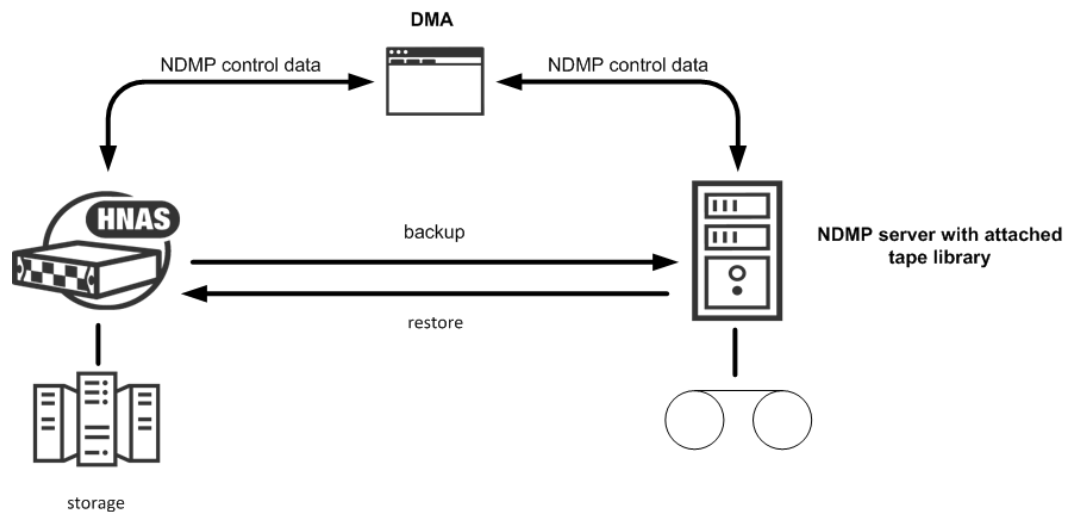 DMA
NDMP control data
NDMP control data
HNAS
backup
NDMP server with attached
tape library
restore
storage